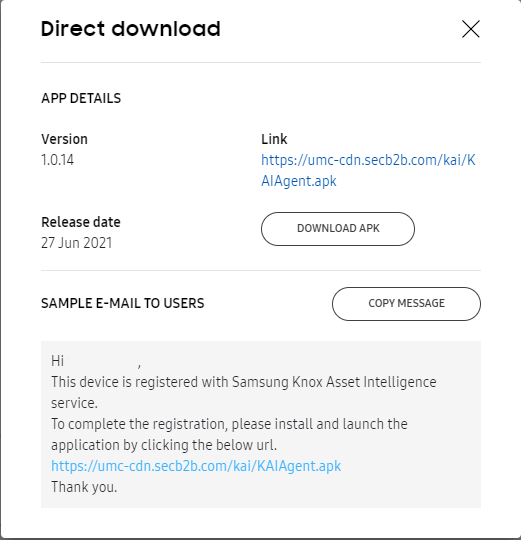 Direct download
APP DETAILS
Version
1.0.14
Link
https://umc-cdn.secb2b.com/kai/K
AIAgent.apk
Release date
27 Jun 2021
DOWNLOAD APK
SAMPLE E-MAIL TO USERS
COPY MESSAGE
Hi ,
This device is registered with Samsung Knox Asset Intelligence
service.
To complete the registration, please install and launch the
application by clicking the below url.
https://umc-cdn.secb2b.com/kai/KAIAgent.apk
Thank you.